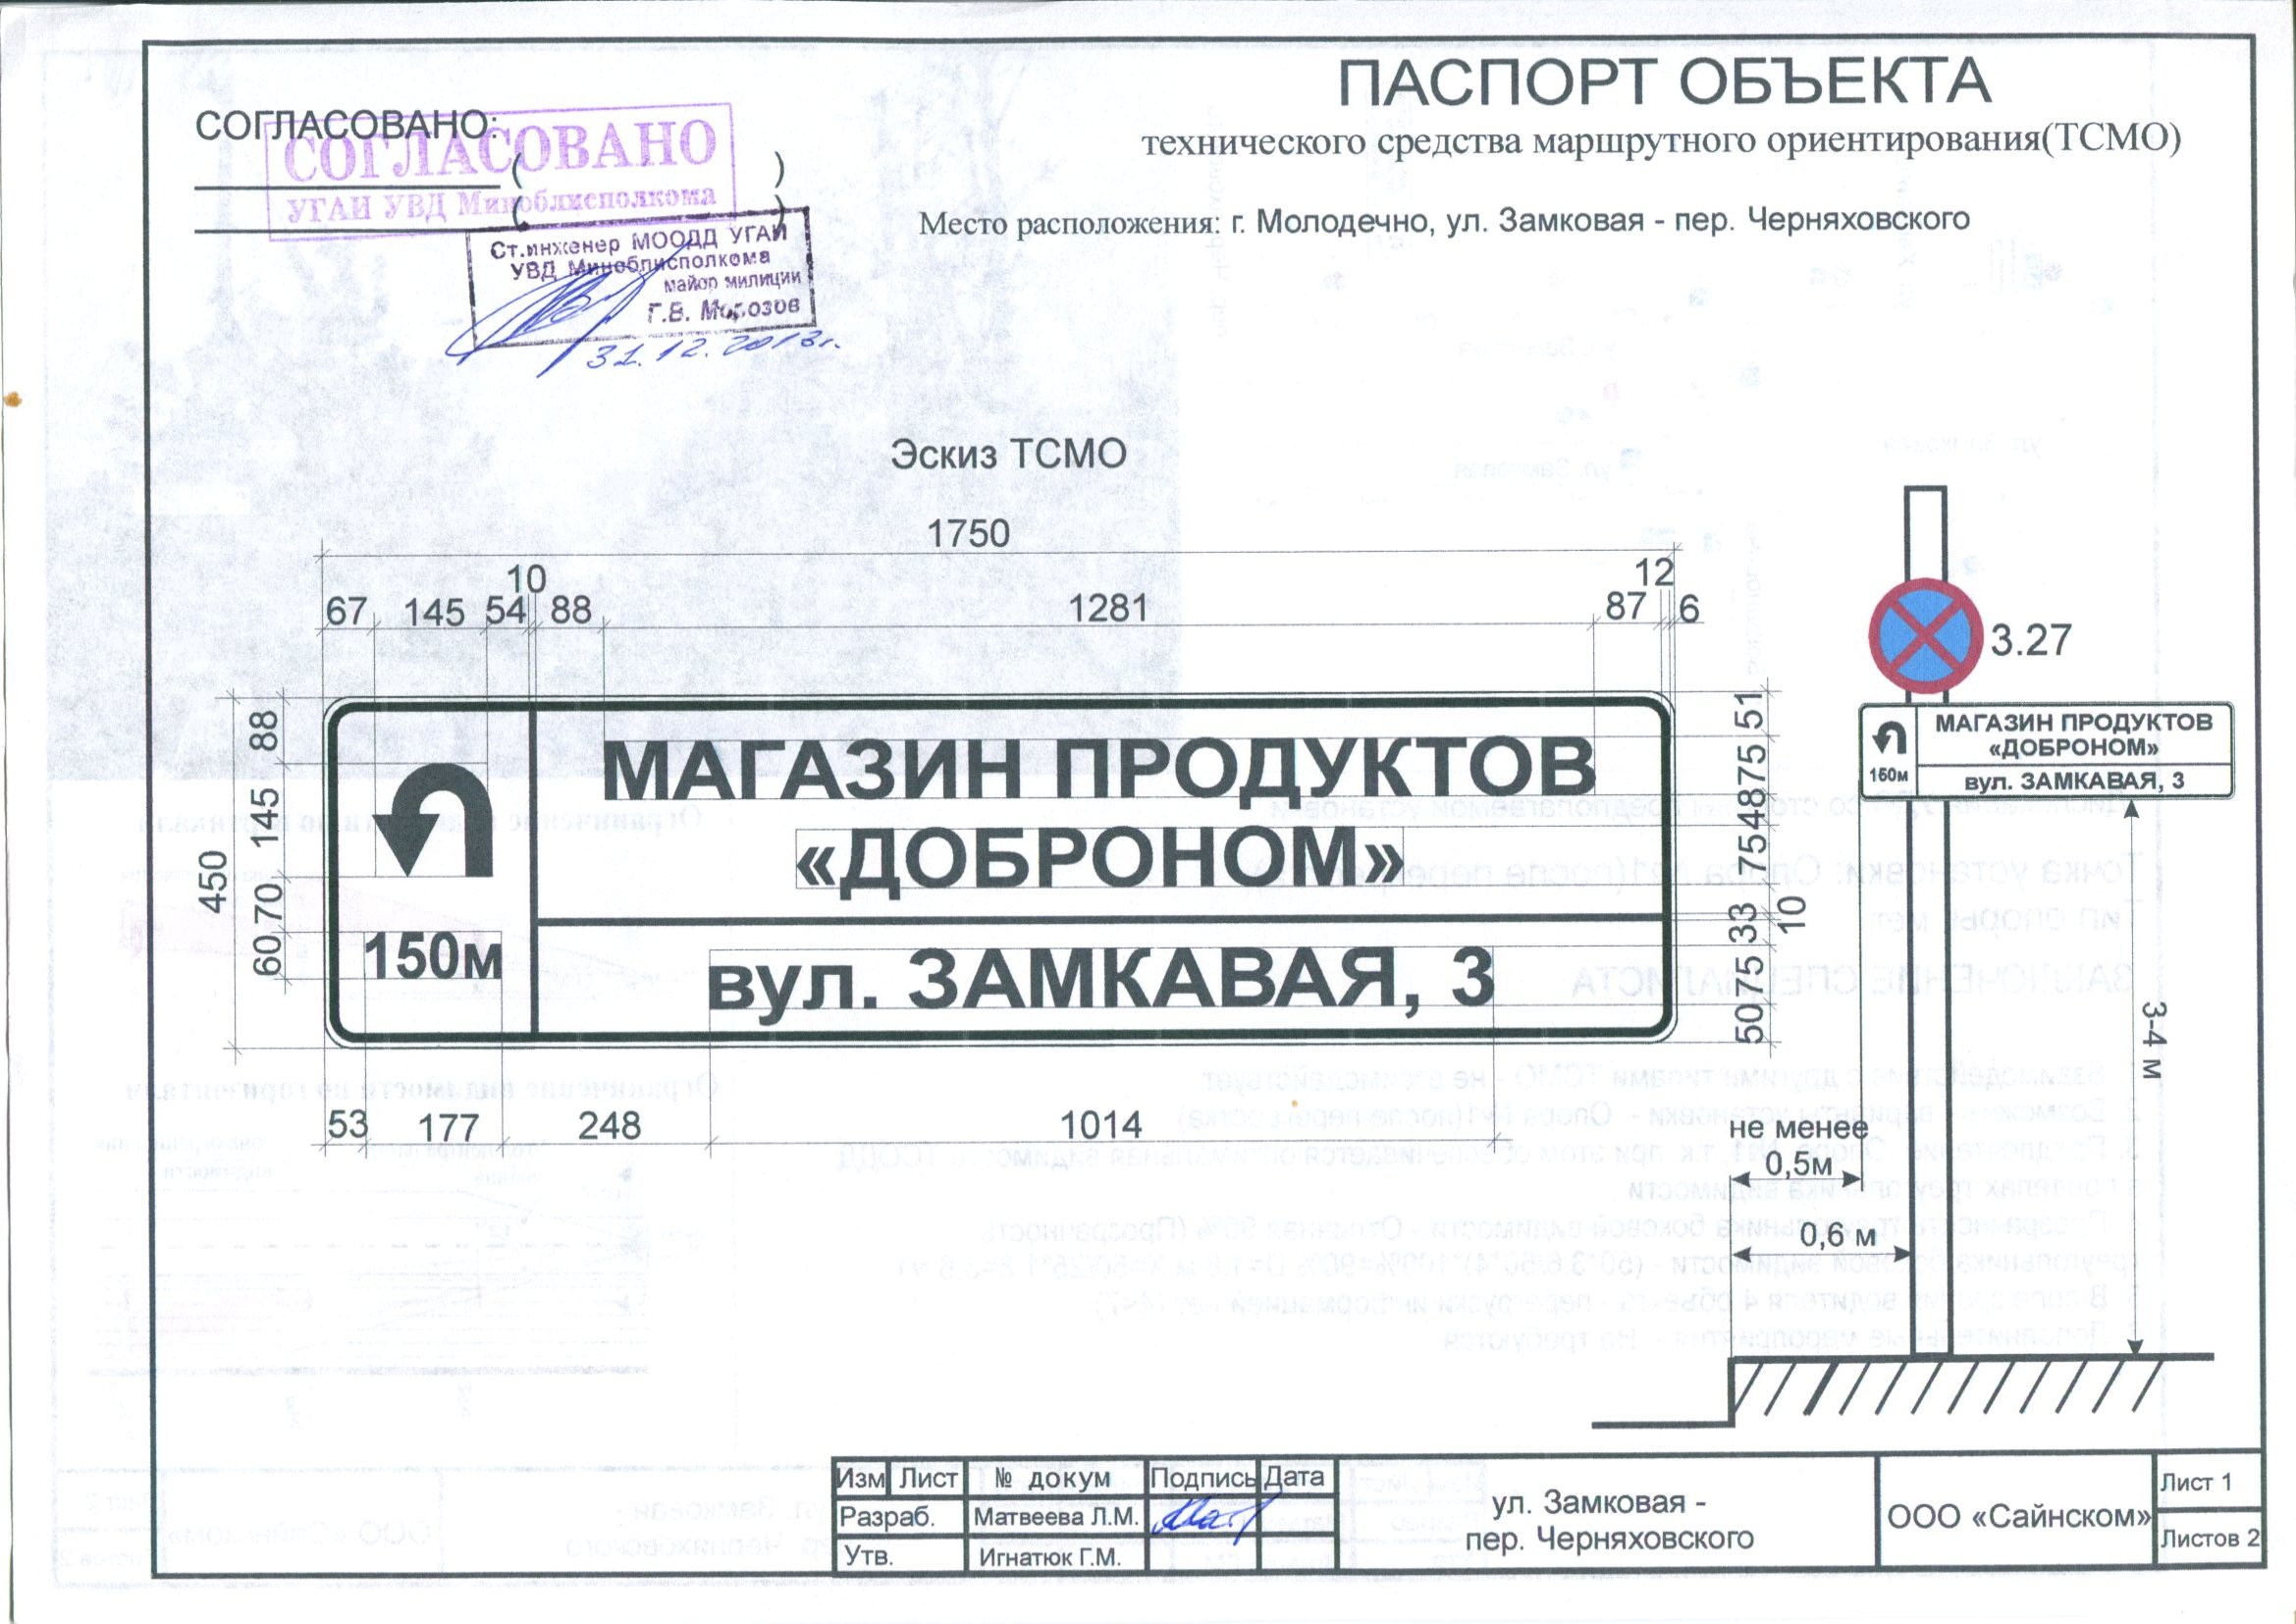 ПАСПОРТ ОБЪЕКТА
технического средства маршрутного ориентирования(ТСМО)
СОГЛАСОВАНО:
СОГЛАСОВАНО
УГАИ УВД Миноблисполкома
( )
( )
Ст.инженер МООДД УГАИ
УВД Миноблисполкома
майор милиции
Г.В. Морозов
31.12.2013г.
Место расположения: г. Молодечно, ул. Замковая - пер. Черняховского
Эскиз ТСМО
1750
10
12
67 145 54 88 1281 87 6
450
88 145 70 60
МАГАЗИН ПРОДУКТОВ
«ДОБРОНОМ»
150м
вул. ЗАМКАВАЯ, 3
51 75 48 75 33 10 75 50
53 177 248 1014
3.27
МАГАЗИН ПРОДУКТОВ
«ДОБРОНОМ»
150м
вул. ЗАМКАВАЯ, 3
3-4 м
не менее
0,5м
0,6 м
Изм Лист № докум Подпись Дата
Разраб. Матвеева Л.М.
Утв. Игнатюк Г.М.
ул. Замковая -
пер. Черняховского
ООО «Сайнском»
Лист 1
Листов 2